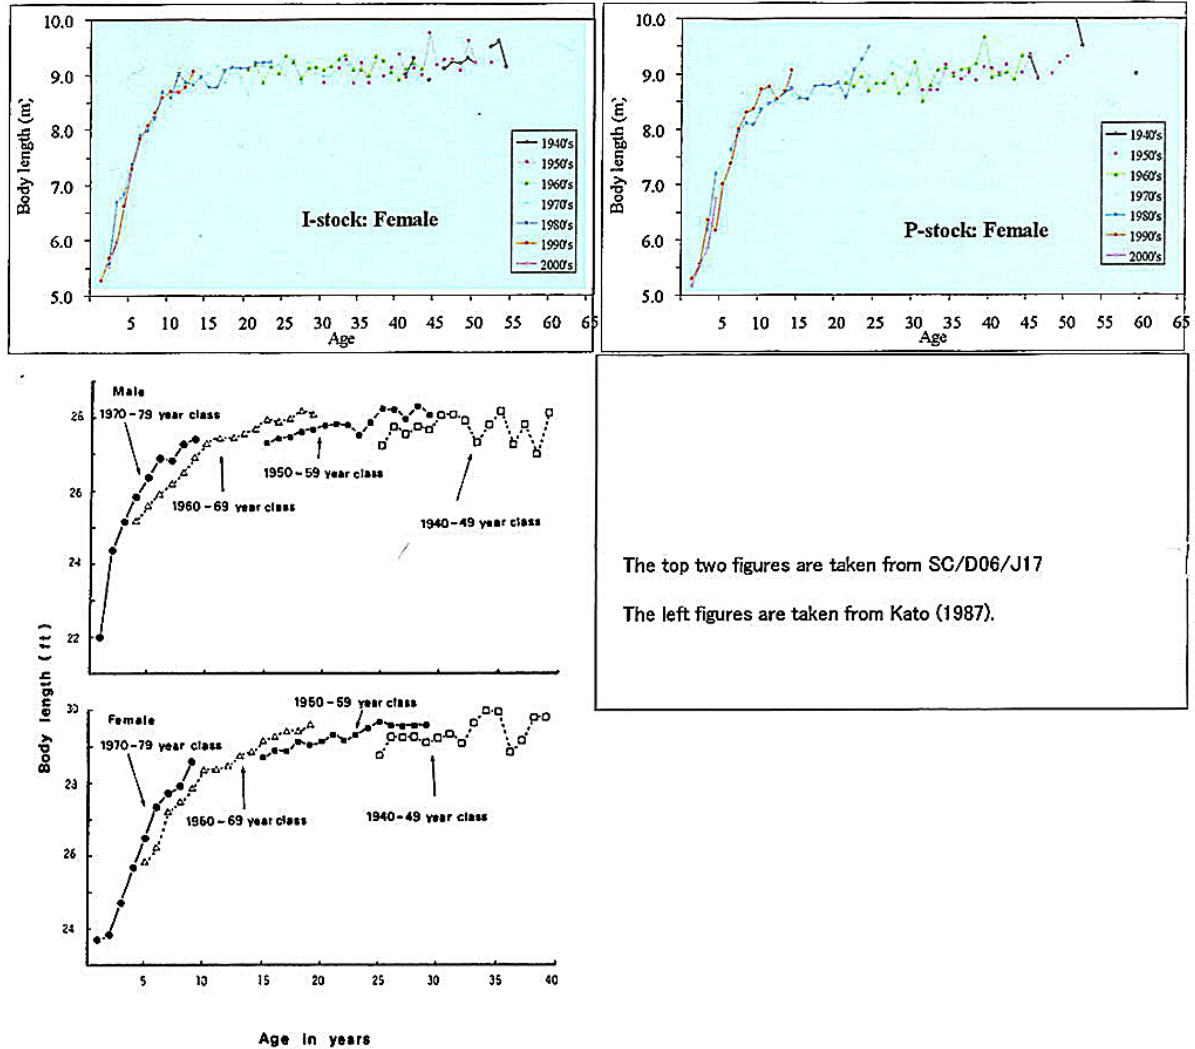 10.0
9.0
8.0
7.0
6.0
5.0
Body length (m)
I-stock: Female
1940's
1950's
1960's
1970's
1980's
1990's
2000's
5 10 15 20 25 30 35 40 45 50 55 60 65
Age
10.0
9.0
8.0
7.0
6.0
5.0
Body length (m)
P-stock: Female
1940's
1950's
1960's
1970's
1980's
1990's
2000's
5 10 15 20 25 30 35 40 45 50 55 60 65
Age
Male
1970-79 year class
1950-59 year class
1960-69 year class
1940-49 year class
28
26
24
22
Body length (ft)
30
28
26
24
Female
1950-59 year class
1970-79 year class
1960-69 year class
1940-49 year class
5 10 15 20 25 30 35 40
Age in years
The top two figures are taken from SC/D06/J17
The left figures are taken from Kato (1987).